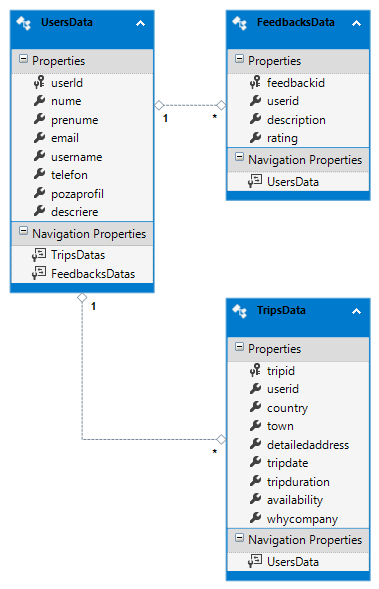 UsersData
Properties
userId
nume
prenume
email
username
telefon
pozaprofil
descriere
Navigation Properties
TripsDatas
FeedbacksDatas
1
*
FeedbacksData
Properties
feedbackid
userid
description
rating
Navigation Properties
UsersData
1
*
TripsData
Properties
tripid
userid
country
town
detailedaddress
tripdate
tripduration
availability
whycompany
Navigation Properties
UsersData